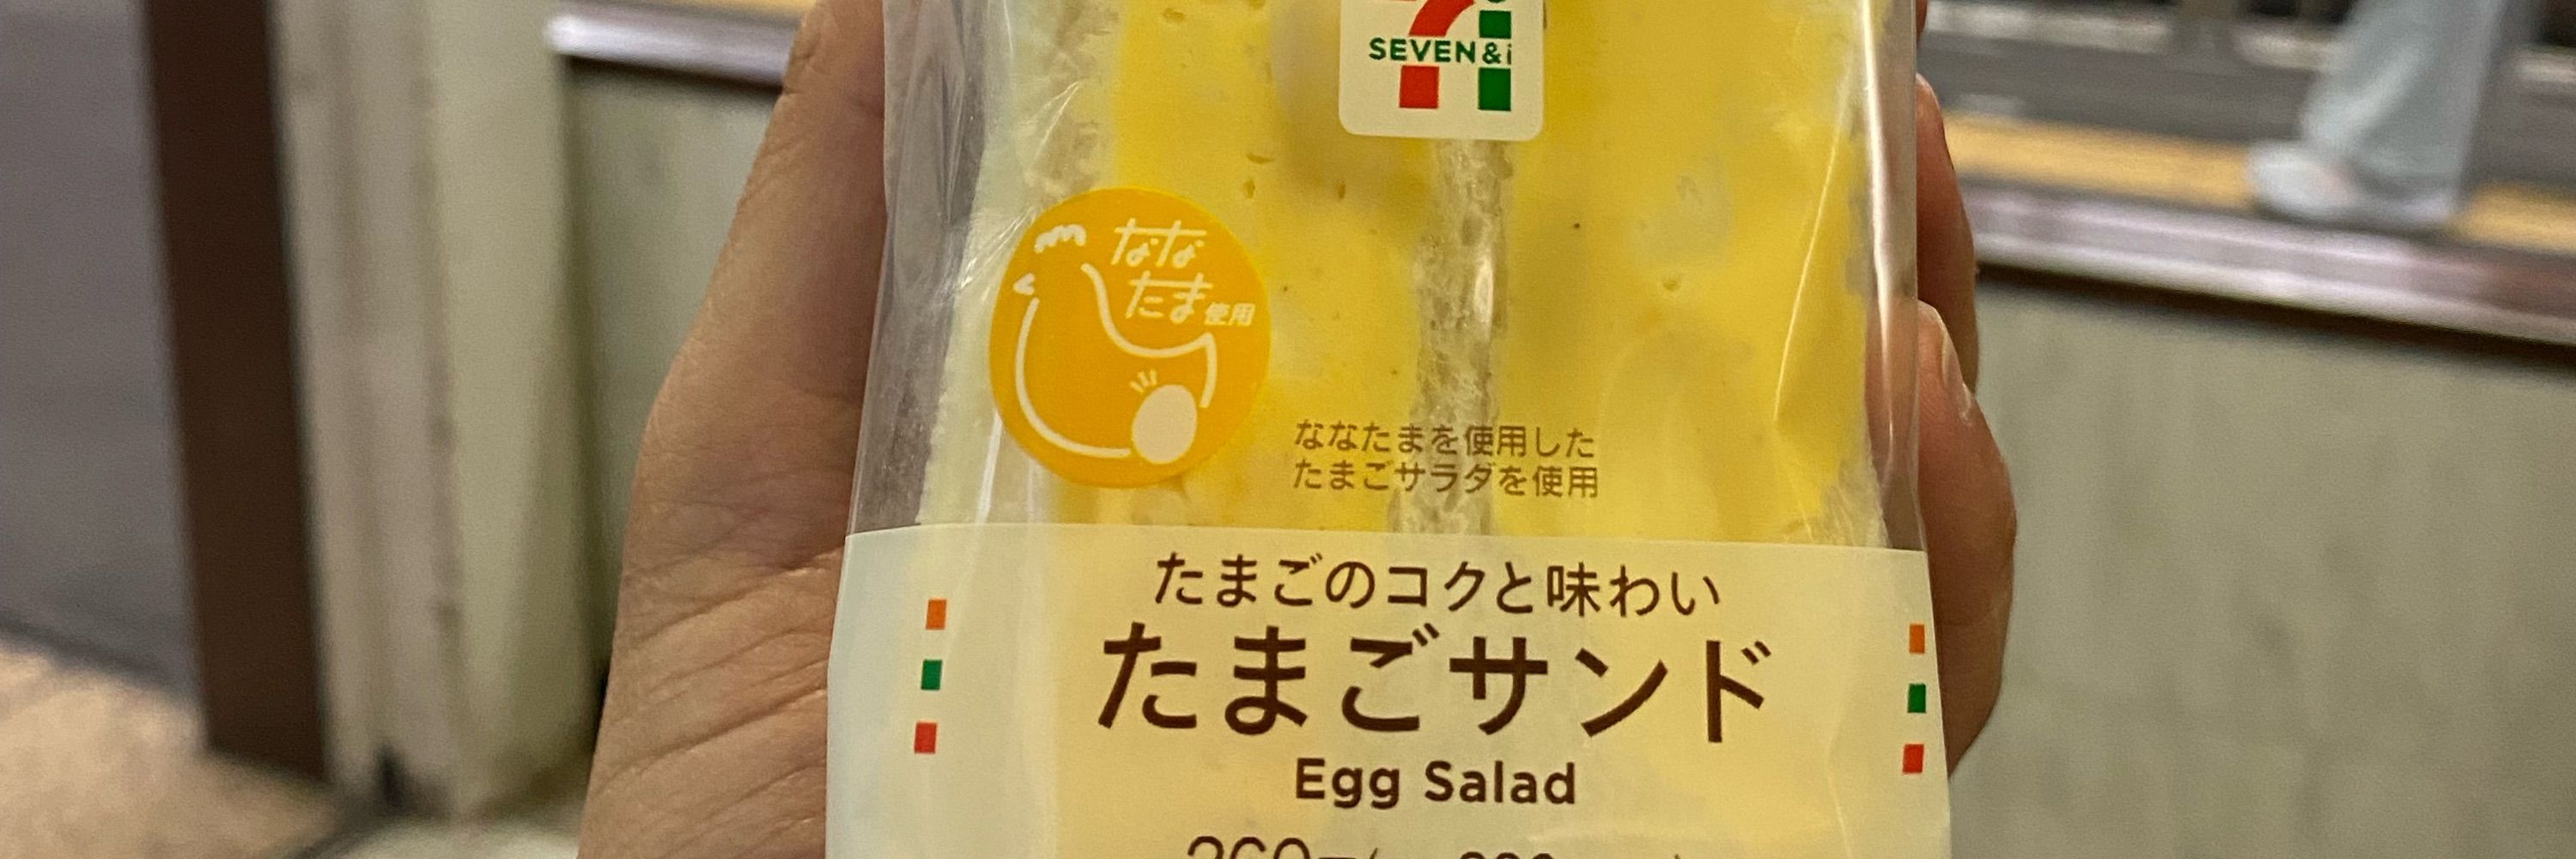 SEVEN&i
なな
たま使用
ななたまを使用した
たまごサラダを使用
たまごのコクと味わい
たまごサンド
Egg Salad